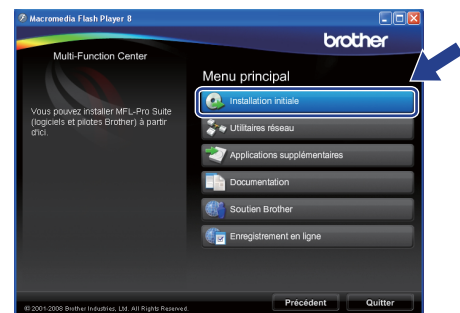 Macromedia Flash Player 8
brother
Multi-Function Center
Vous pouvez installer MFL-Pro Suite
(logiciels et pilotes Brother) à partir
d'ici.
Menu principal
Installation initiale
Utilitaires réseau
Applications supplémentaires
Documentation
Soutien Brother
Enregistrement en ligne
© 2001-2008 Brother Industries, Ltd. All Rights Reserved.
Précédent
Quitter